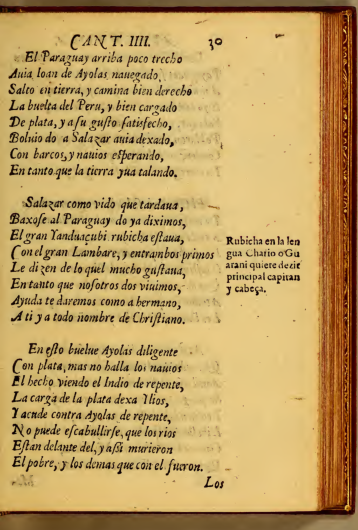 CANT. IIII. 30
El Paraguay arriba poco trecho
Auia Ioan de Ayolas nauegado,
Salto en tierra, y camina bien derecho
La buelta del Peru, y bien cargado
De plata, y a su gusto satisfecho,
Boluio do a Salazar auia dexado,
Con barcos, y nauios esperando,
En tanto que la tierra yua talando.
Salazar como vido que tardaua,
Baxose al Paraguay do ya diximos,
El gran Yanduaçubi rubicha estaua,
Con el gran Lambare, y entrambos primos
Le dizen de lo quel mucho gustaua,
En tanto que nosotros dos viuimos,
Ayuda te daremos como a hermano,
A ti y a todo nombre de Christiano.
Rubicha en la len
gua Chario o Gu
arani quiere dezir
principal capitan
y cabeça.
En esto buelue Ayolas diligente
Con plata, mas no halla los nauios
El hecho viendo el Indio de repente,
La carga de la plata dexa Ylios,
Y acude contra Ayolas de repente,
No puede escabullirse, que los rios
Estan delante del, y assi murieron
El pobre, y los demas que con el fueron.
Los